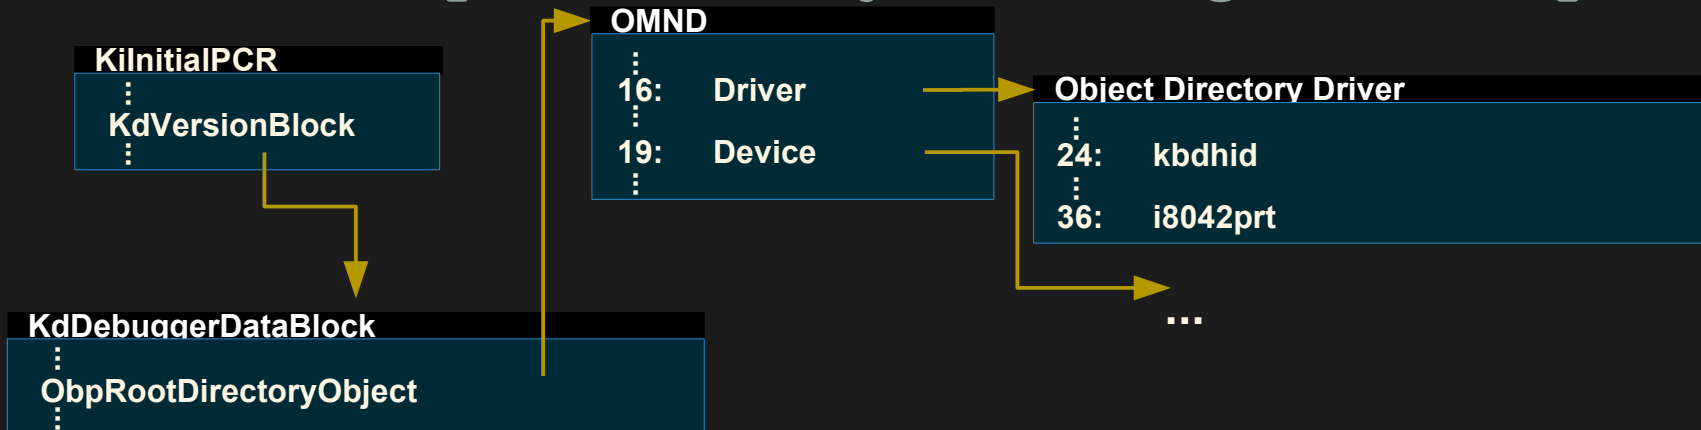 KiInitialPCR
⋮
KdVersionBlock
⋮
OMND
⋮
16: Driver
⋮
19: Device
⋮
Object Directory Driver
⋮
24: kbdhid
⋮
36: i8042prt
...
KdDebuggerDataBlock
⋮
ObpRootDirectoryObject
⋮